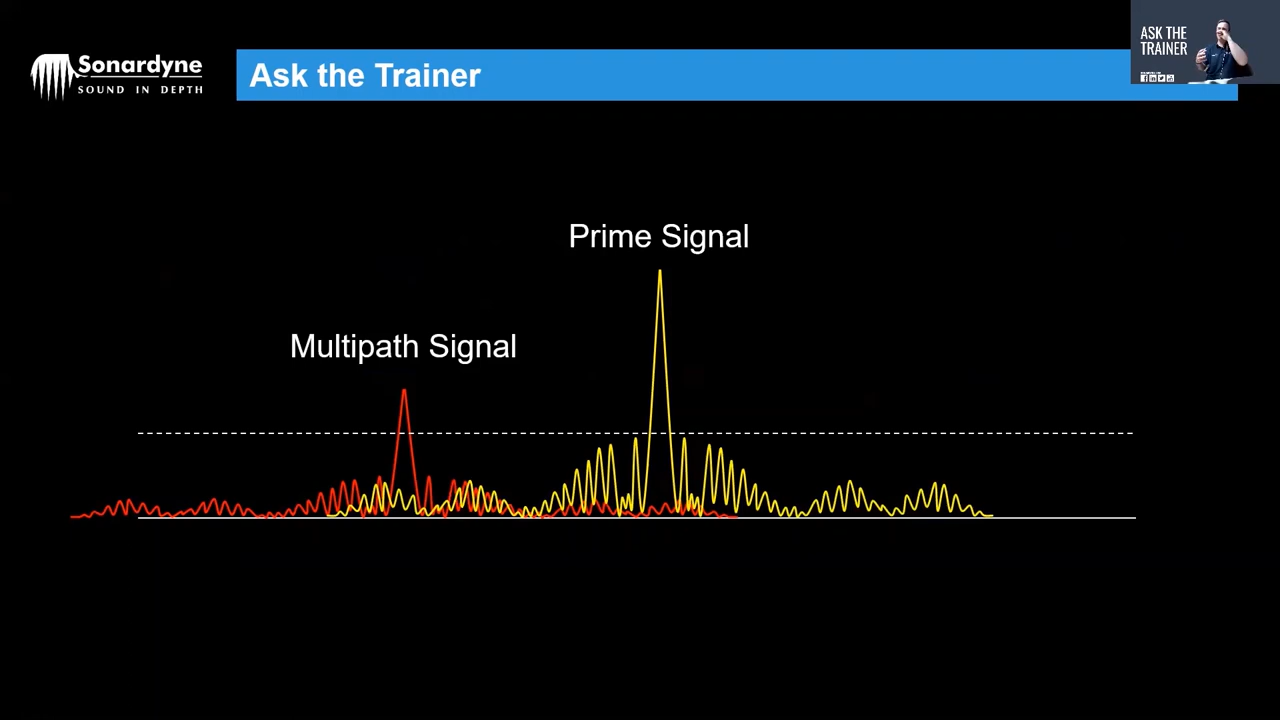 Sonardyne
SOUND IN DEPTH
Ask the Trainer
ASK THE
TRAINER
Prime Signal
Multipath Signal